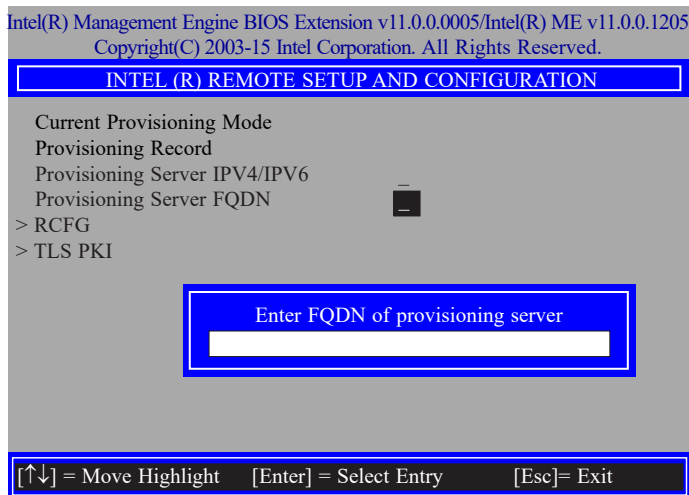 Intel(R) Management Engine BIOS Extension v11.0.0.0005/Intel(R) ME v11.0.0.1205
Copyright(C) 2003-15 Intel Corporation. All Rights Reserved.
INTEL (R) REMOTE SETUP AND CONFIGURATION
Current Provisioning Mode
Provisioning Record
Provisioning Server IPV4/IPV6 _
Provisioning Server FQDN _
> RCFG
> TLS PKI
Enter FQDN of provisioning server
[↑↓] = Move Highlight [Enter] = Select Entry [Esc]= Exit